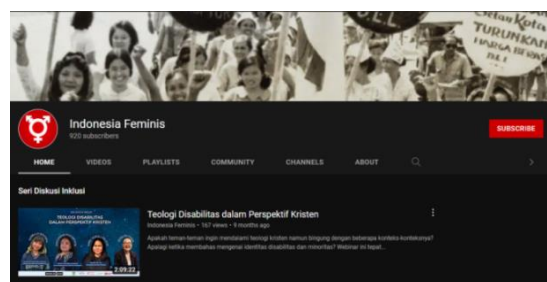 TURUNKAN
HARGA BERAS
Indonesia Feminis
920 subscribers
SUBSCRIBE
HOME VIDEOS PLAYLISTS COMMUNITY CHANNELS ABOUT
Seri Diskusi Inklusi
TEOLOGI DISABILITAS
DALAM PERSPEKTIF KRISTEN
2:09:32
Teologi Disabilitas dalam Perspektif Kristen
Indonesia Feminis • 167 views • 9 months ago
Apakah teman-teman ingin mendalami teologi kristen namun bingung dengan beberapa konteks-konteksnya?
Apalagi ketika membahas mengenai identitas disabilitas dan minoritas? Webinar ini tepat...